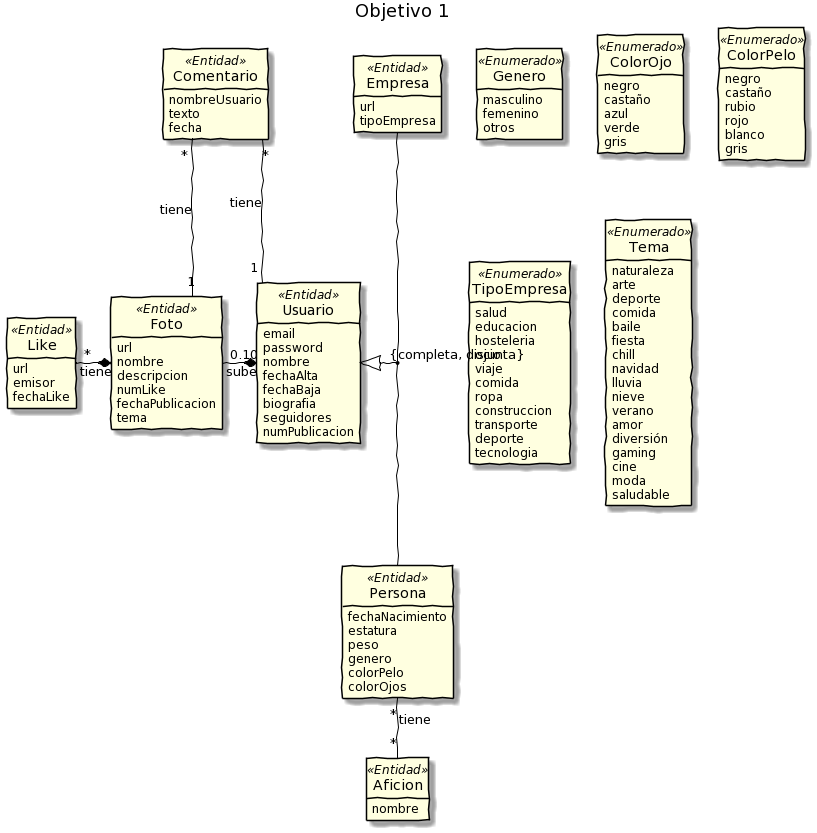 Objetivo 1
«Entidad»
Comentario
nombreUsuario
texto
fecha
«Entidad»
Empresa
url
tipoEmpresa
«Enumerado»
Genero
masculino
femenino
otros
«Enumerado»
ColorOjo
negro
castaño
azul
verde
gris
«Enumerado»
ColorPelo
negro
castaño
rubio
rojo
blanco
gris
*
*
tiene
tiene
1
1
«Entidad»
Like
url
emisor
fechaLike
*
tiene
«Entidad»
Foto
url
nombre
descripcion
numLike
fechaPublicacion
tema
0.10
sube
«Entidad»
Usuario
email
password
nombre
fechaAlta
fechaBaja
biografia
seguidores
numPublicacion
{completa, disjunta}
«Enumerado»
TipoEmpresa
salud
educacion
hosteleria
ocio
viaje
comida
ropa
construccion
transporte
deporte
tecnologia
«Enumerado»
Tema
naturaleza
arte
deporte
comida
baile
fiesta
chill
navidad
lluvia
nieve
verano
amor
diversión
gaming
cine
moda
saludable
«Entidad»
Persona
fechaNacimiento
estatura
peso
genero
colorPelo
colorOjos
*
tiene
*
«Entidad»
Aficion
nombre